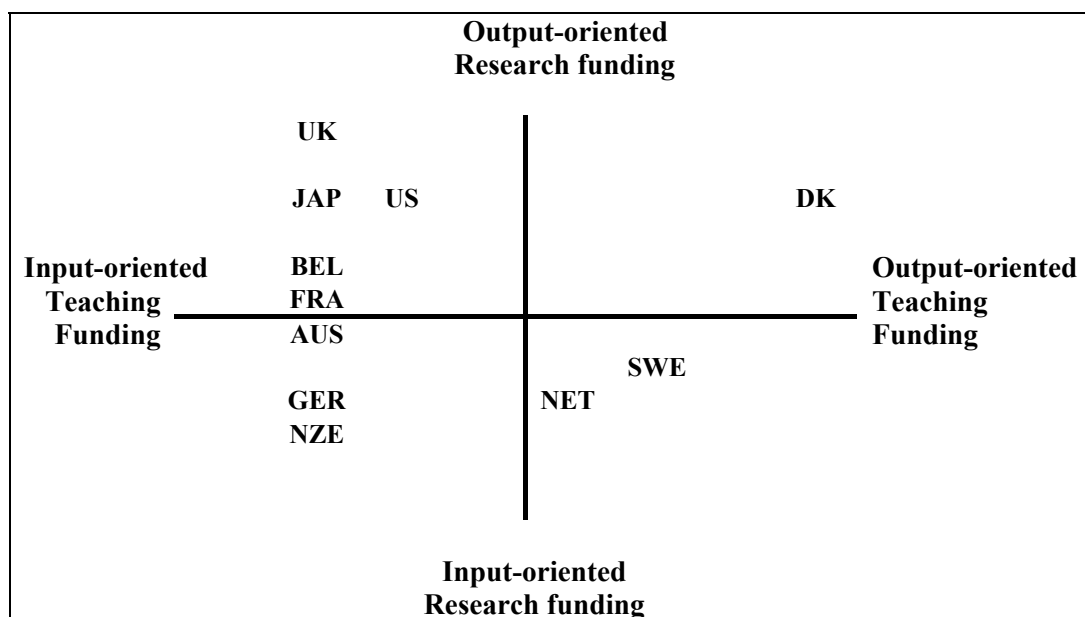 Output-oriented
Research funding
UK
JAP US DK
Input-oriented
Teaching
Funding
BEL
FRA
AUS
Output-oriented
Teaching
Funding
SWE
GER NET
NZE
Input-oriented
Research funding